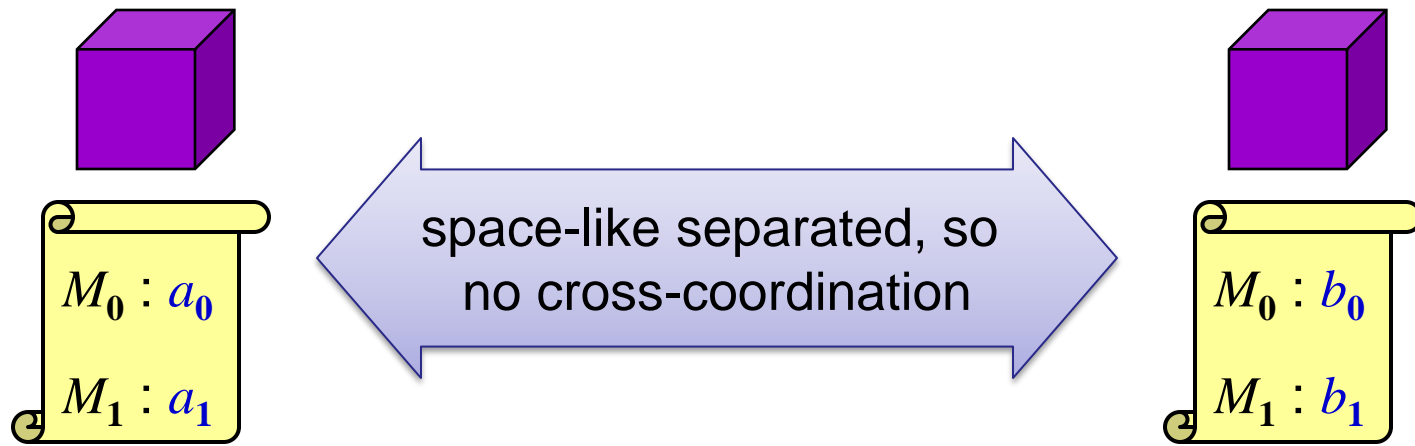 M₀ : a₀
M₁ : a₁
space-like separated, so
no cross-coordination
M₀ : b₀
M₁ : b₁